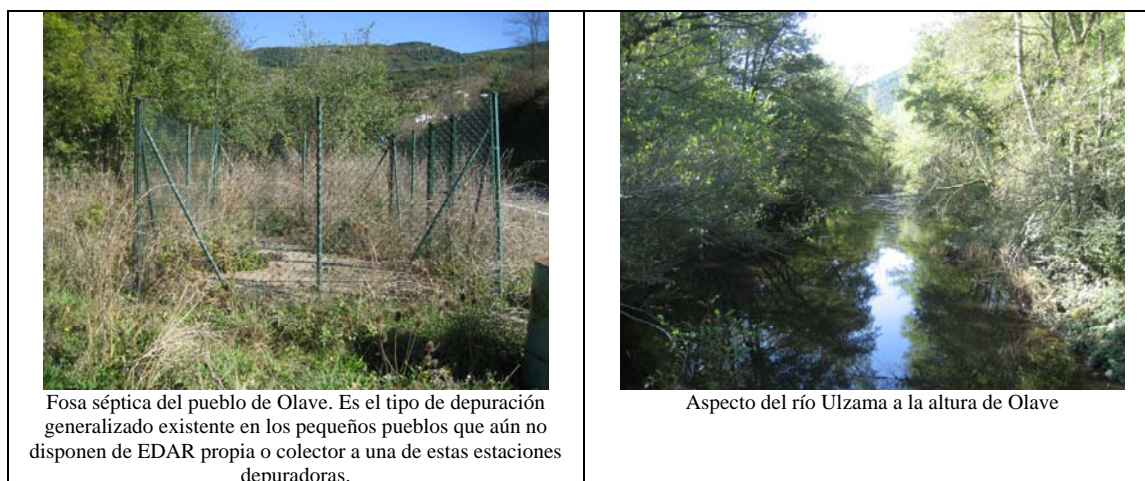 Fosa séptica del pueblo de Olave. Es el tipo de depuración
generalizado existente en los pequeños pueblos que aún no
disponen de EDAR propia o colector a una de estas estaciones
depuradoras.
Aspecto del río Ulzama a la altura de Olave